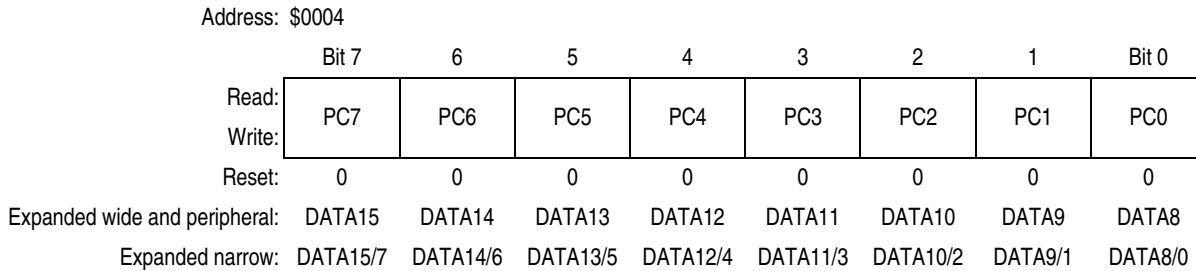 Address: $0004
Bit 7 6 5 4 3 2 1 Bit 0
Read: PC7 PC6 PC5 PC4 PC3 PC2 PC1 PC0
Write:
Reset: 0 0 0 0 0 0 0 0
Expanded wide and peripheral: DATA15 DATA14 DATA13 DATA12 DATA11 DATA10 DATA9 DATA8
Expanded narrow: DATA15/7 DATA14/6 DATA13/5 DATA12/4 DATA11/3 DATA10/2 DATA9/1 DATA8/0